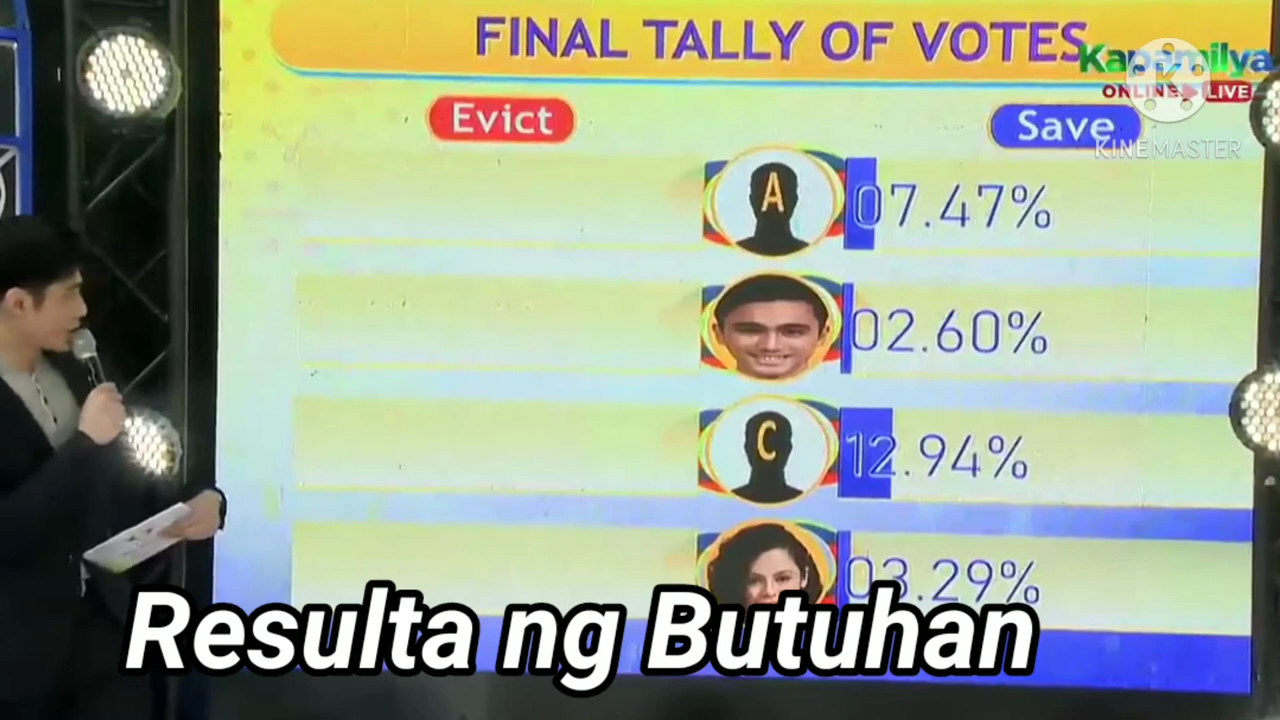 FINAL TALLY OF VOTES
Kapamilya
ONLINE LIVE
K
KINEMASTER
Evict
Save
A
07.47%
02.60%
C
12.94%
03.29%
Resulta ng Butuhan